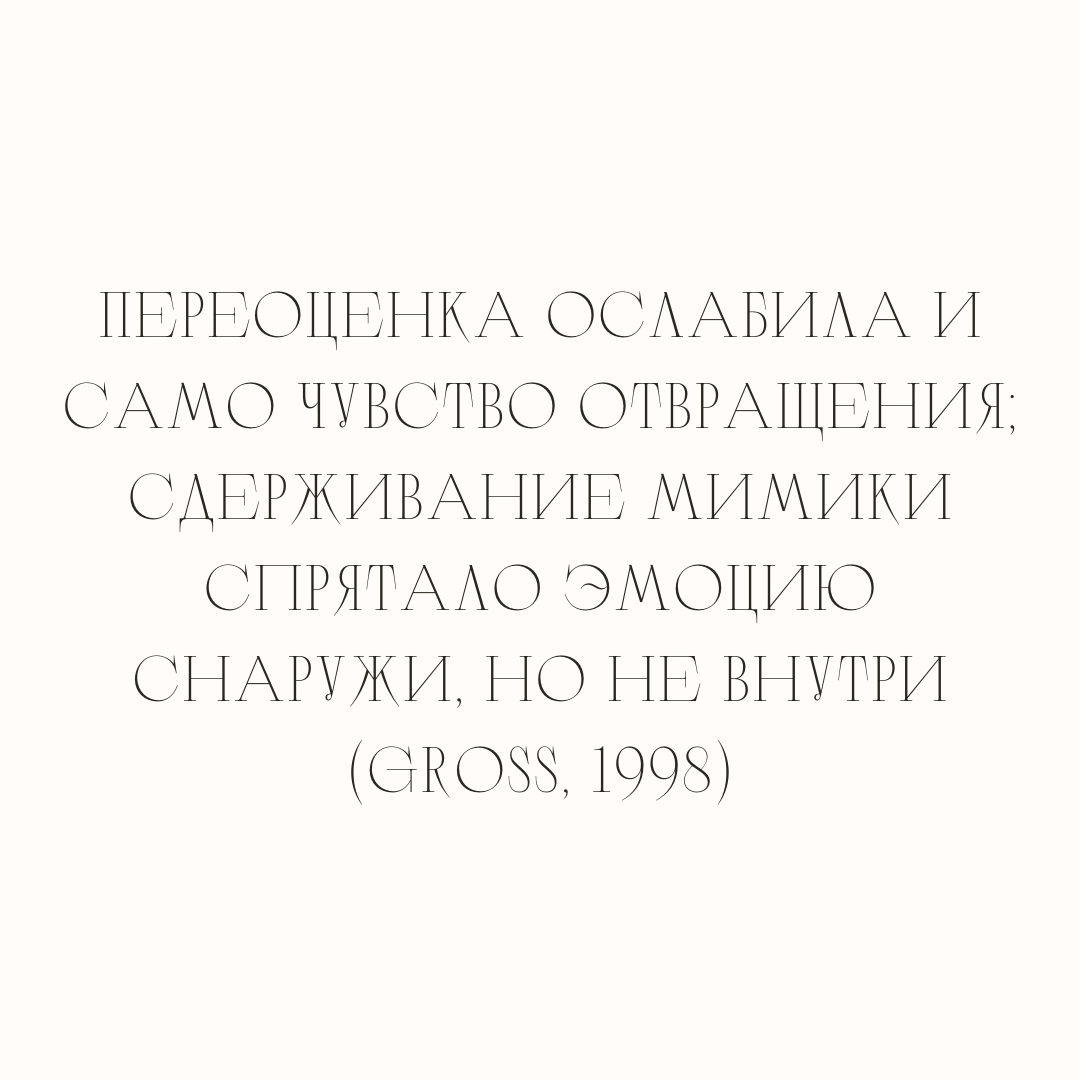 ПЕРЕОЦЕНКА ОСЛАБИЛА И
САМО ЧУВСТВО ОТВРАЩЕНИЯ;
СДЕРЖИВАНИЕ МИМИКИ
СПРЯТАЛО ЭМОЦИЮ
СНАРУЖИ, НО НЕ ВНУТРИ
(GROSS, 1998)